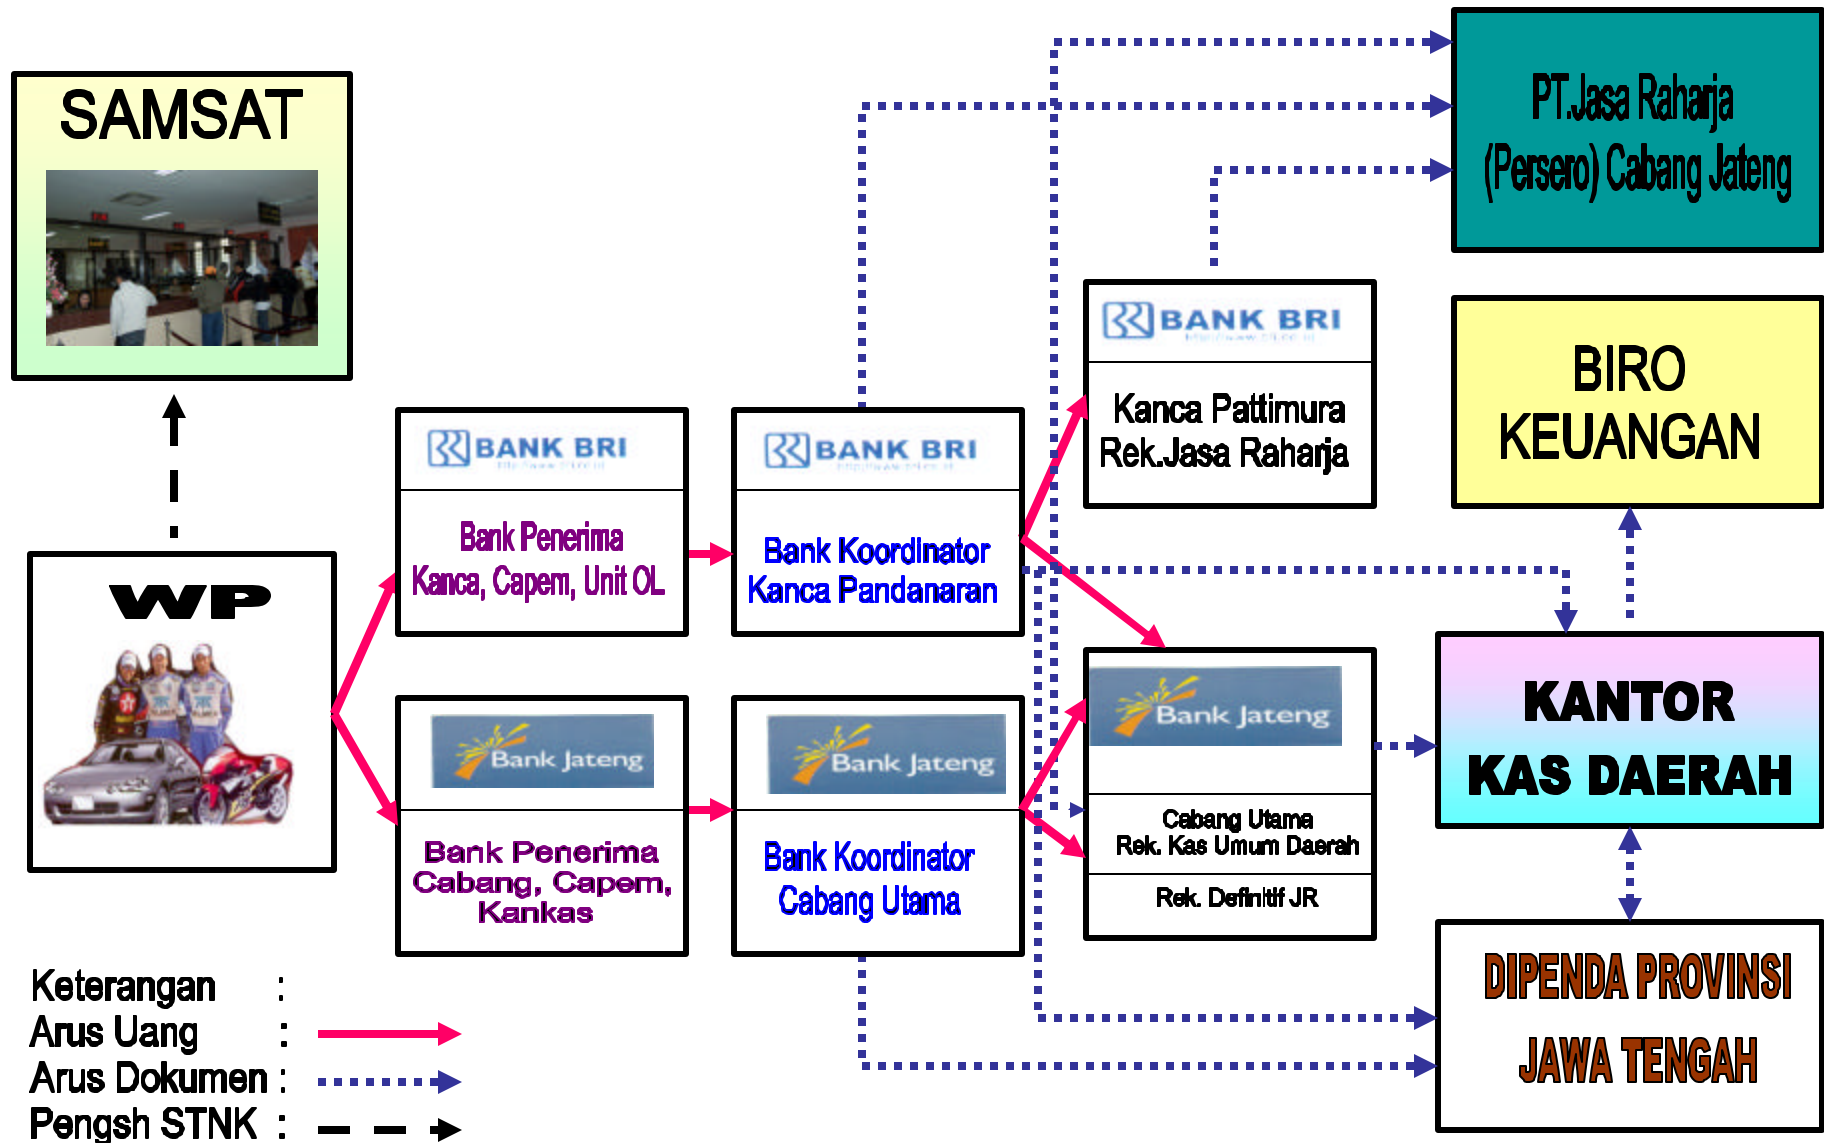 SAMSAT
WP
BANK BRI
Bank Penerima
Kanca, Capem, Unit OL
Bank Jateng
Bank Penerima
Cabang, Capem,
Kankas
BANK BRI
Bank Koordinator
Kanca Pandanaran
Bank Jateng
Bank Koordinator
Cabang Utama
BANK BRI
Kanca Pattimura
Rek.Jasa Raharja
Bank Jateng
Cabang Utama
Rek. Kas Umum Daerah
Rek. Definitif JR
PT.Jasa Raharja
(Persero) Cabang Jateng
BIRO
KEUANGAN
KANTOR
KAS DAERAH
DIPENDA PROVINSI
JAWA TENGAH
Keterangan :
Arus Uang :
Arus Dokumen :
Pengsh STNK :